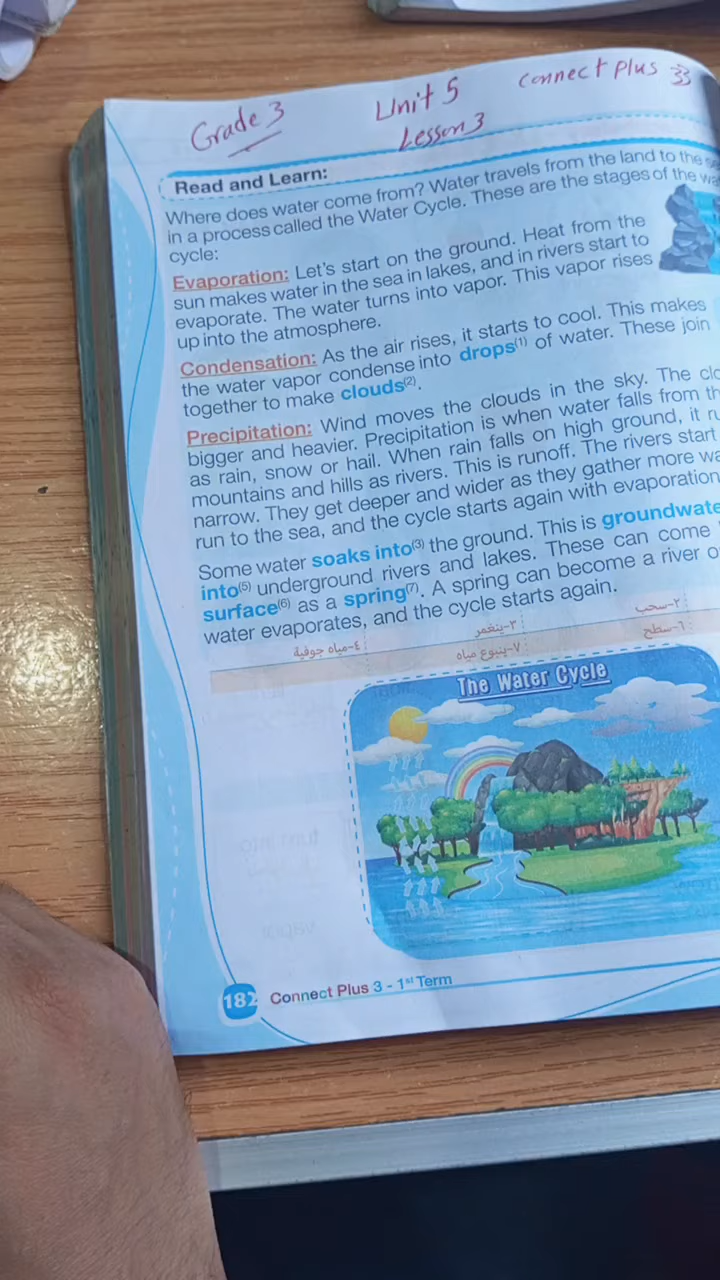 Grade 3
Unit 5
Connect plus 3
Lesson 3
Read and Learn:
Where does water come from? Water travels from the land to the
in a process called the Water Cycle. These are the stages of the
cycle:
Evaporation: Let's start on the ground. Heat from the
sun makes water in the sea in lakes, and in rivers start to
evaporate. The water turns into vapor. This vapor rises
up into the atmosphere.
Condensation: As the air rises, it starts to cool. This makes
the water vapor condense into drops(1) of water. These join
together to make clouds(2).
Precipitation: Wind moves the clouds in the sky. The
bigger and heavier. Precipitation is when water falls from
as rain, snow or hail. When rain falls on high ground, it
mountains and hills as rivers. This is runoff. The rivers start
narrow. They get deeper and wider as they gather more
run to the sea, and the cycle starts again with evaporation
Some water soaks into(3) the ground. This is groundwate
into(5) underground rivers and lakes. These can come
surface(6) as a spring(7). A spring can become a river
water evaporates, and the cycle starts again.
٢-سحب
٣-ينغمر
٤-مياه جوفية
٦-سطح
٧-ينبوع مياه
The Water Cycle
182 Connect Plus 3 - 1st Term